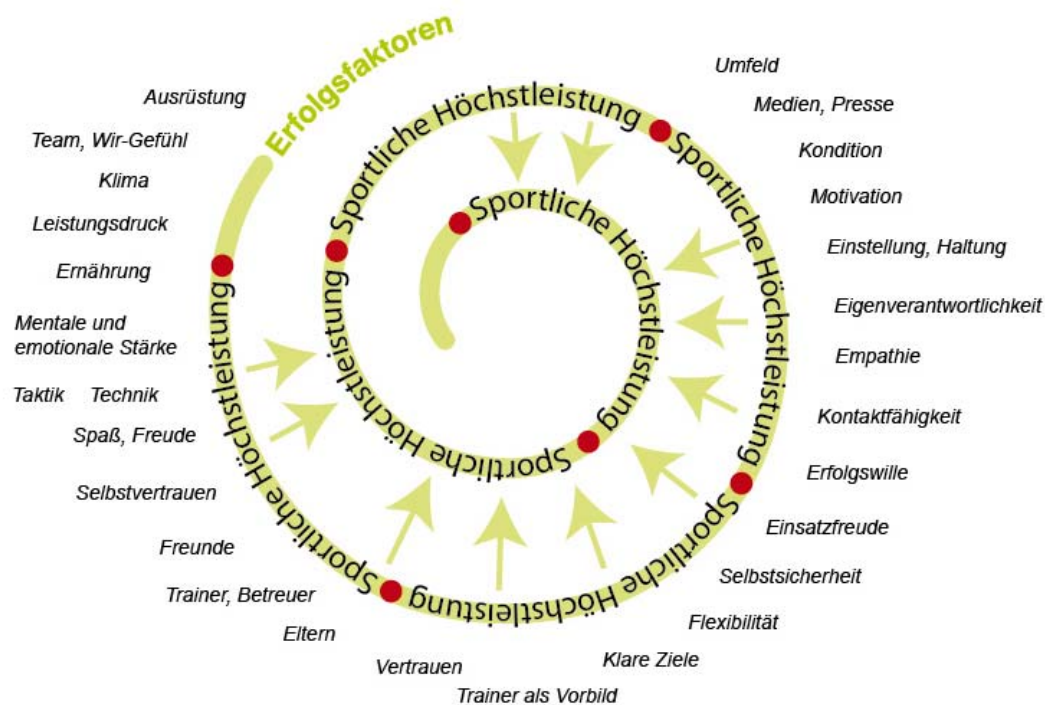 Erfolgsfaktoren
Umfeld
Medien, Presse
Kondition
Motivation
Einstellung, Haltung
Eigenverantwortlichkeit
Empathie
Kontaktfähigkeit
Erfolgswille
Einsatzfreude
Selbstsicherheit
Flexibilität
Klare Ziele
Trainer als Vorbild
Vertrauen
Eltern
Trainer, Betreuer
Freunde
Selbstvertrauen
Spaß, Freude
Taktik Technik
Mentale und
emotionale Stärke
Ernährung
Leistungsdruck
Klima
Team, Wir-Gefühl
Ausrüstung
Sportliche Höchstleistung
Sportliche Höchstleistung
Sportliche Höchstleistung
Sportliche Höchstleistung
Sportliche Höchstleistung
Sportliche Höchstleistung
Sportliche Höchstleistung